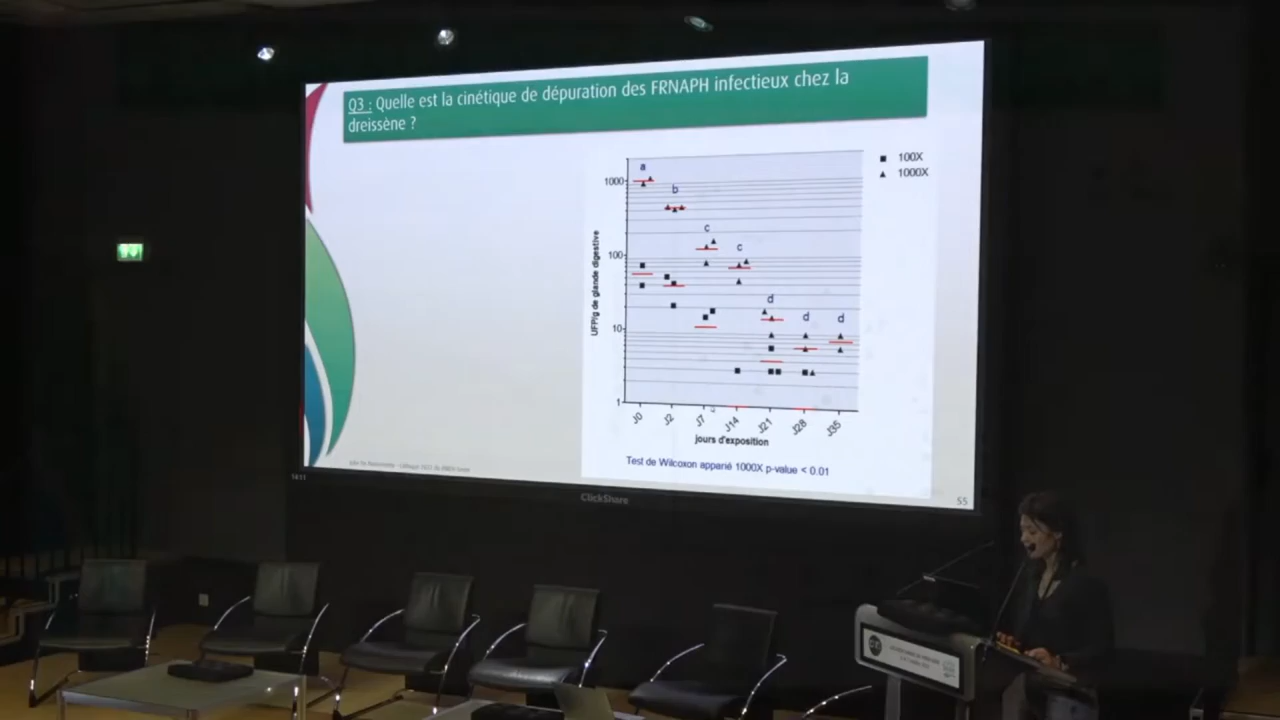 Q3 : Quelle est la cinétique de dépuration des FRNAPH infectieux chez la
dreissène ?
100X
1000X
a
b
c
c
d
d
d
1000
100
10
1
UFP/g de glande digestive
J0
J2
J7
J14
J21
J28
J35
jours d'exposition
Test de Wilcoxon apparié 1000X p-value < 0.01
55
14:11
ClickShare